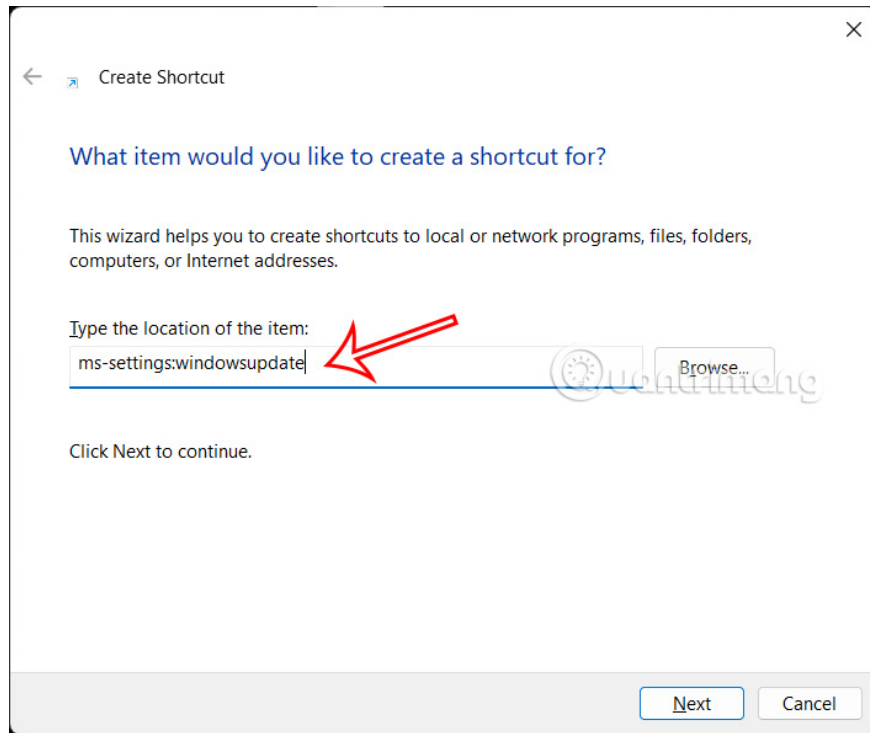 Create Shortcut
What item would you like to create a shortcut for?
This wizard helps you to create shortcuts to local or network programs, files, folders,
computers, or Internet addresses.
Type the location of the item:
ms-settings:windowsupdate
Browse...
Quantrimang
Click Next to continue.
Next
Cancel